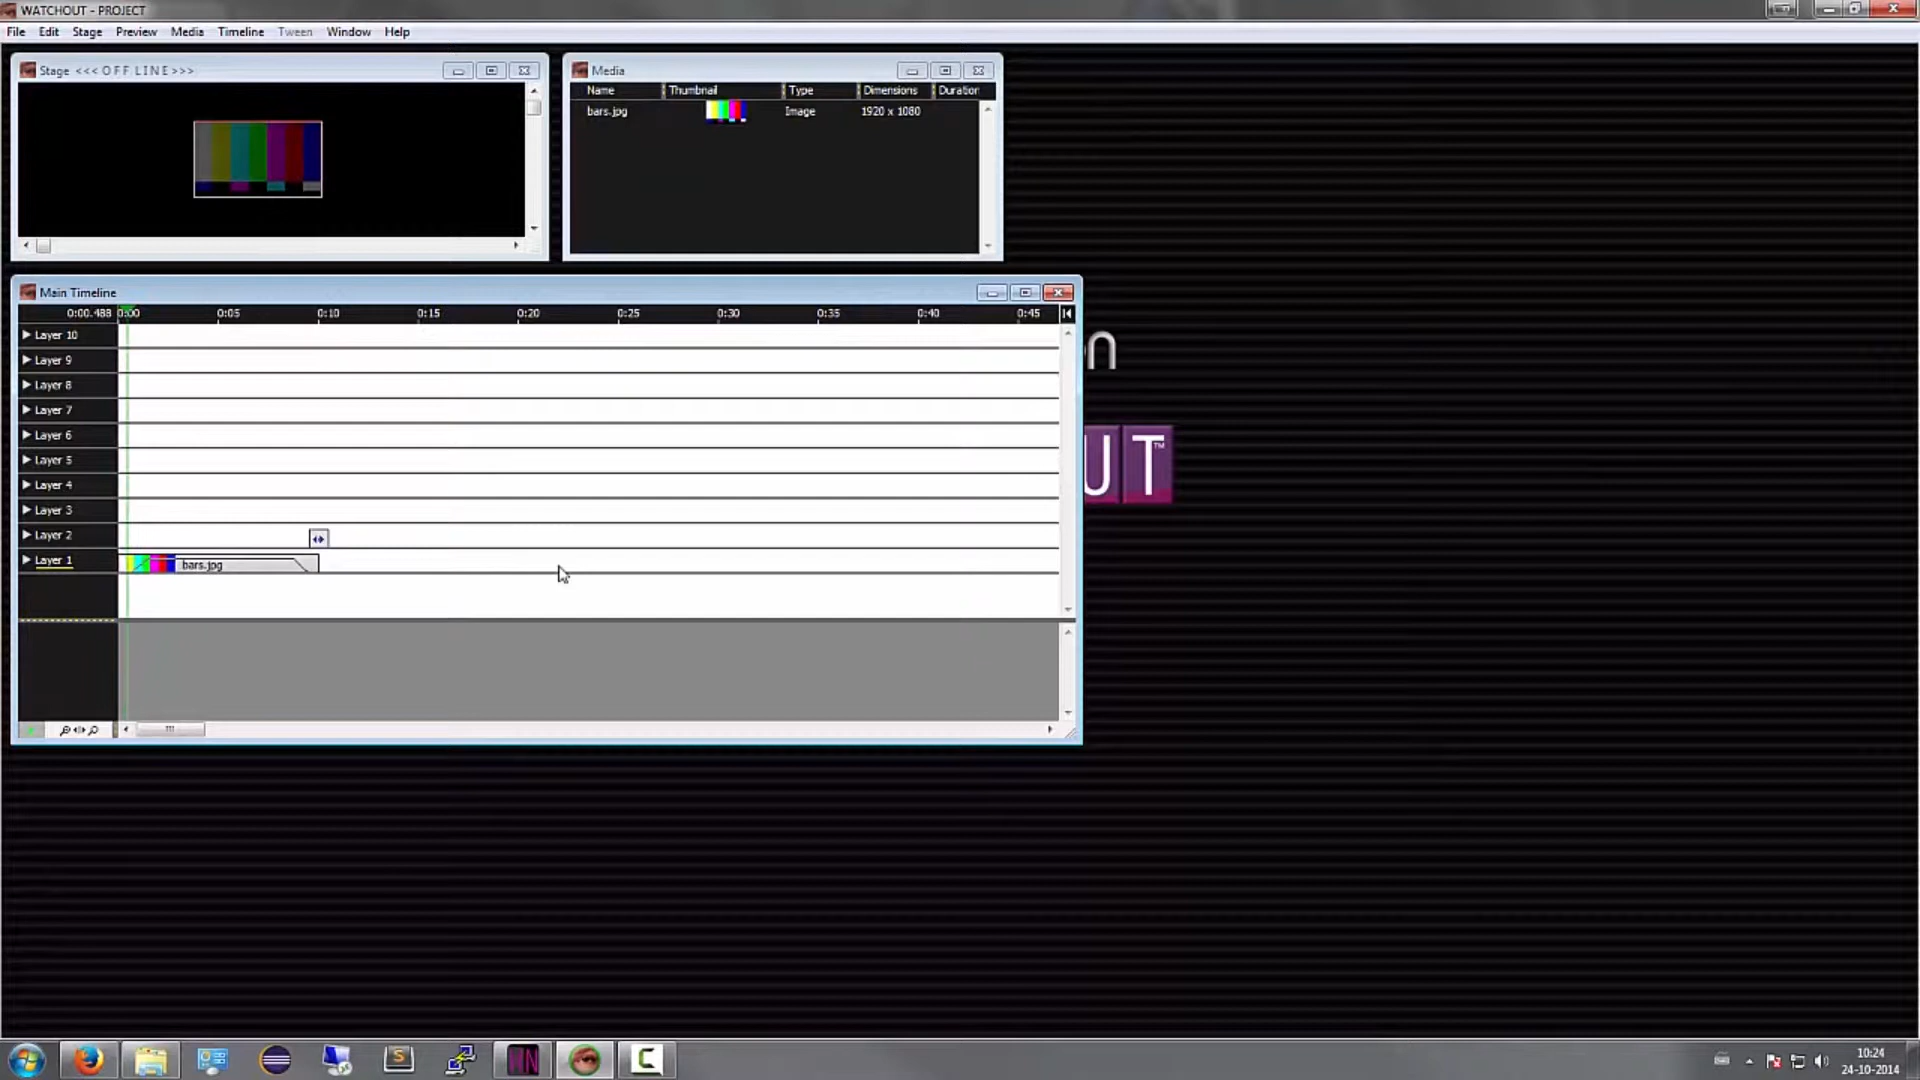 WATCHOUT - PROJECT
File Edit Stage Preview Media Timeline Tween Window Help
Stage <<< O F F L I N E >>>
Media
Name Thumbnail Type Dimensions Duration
bars.jpg Image 1920 x 1080
Main Timeline
0:00.488 0:00 0:05 0:10 0:15 0:20 0:25 0:30 0:35 0:40 0:45
Layer 10
Layer 9
Layer 8
Layer 7
Layer 6
Layer 5
Layer 4
Layer 3
Layer 2
Layer 1
bars.jpg
n
UT™
10:24
24-10-2014